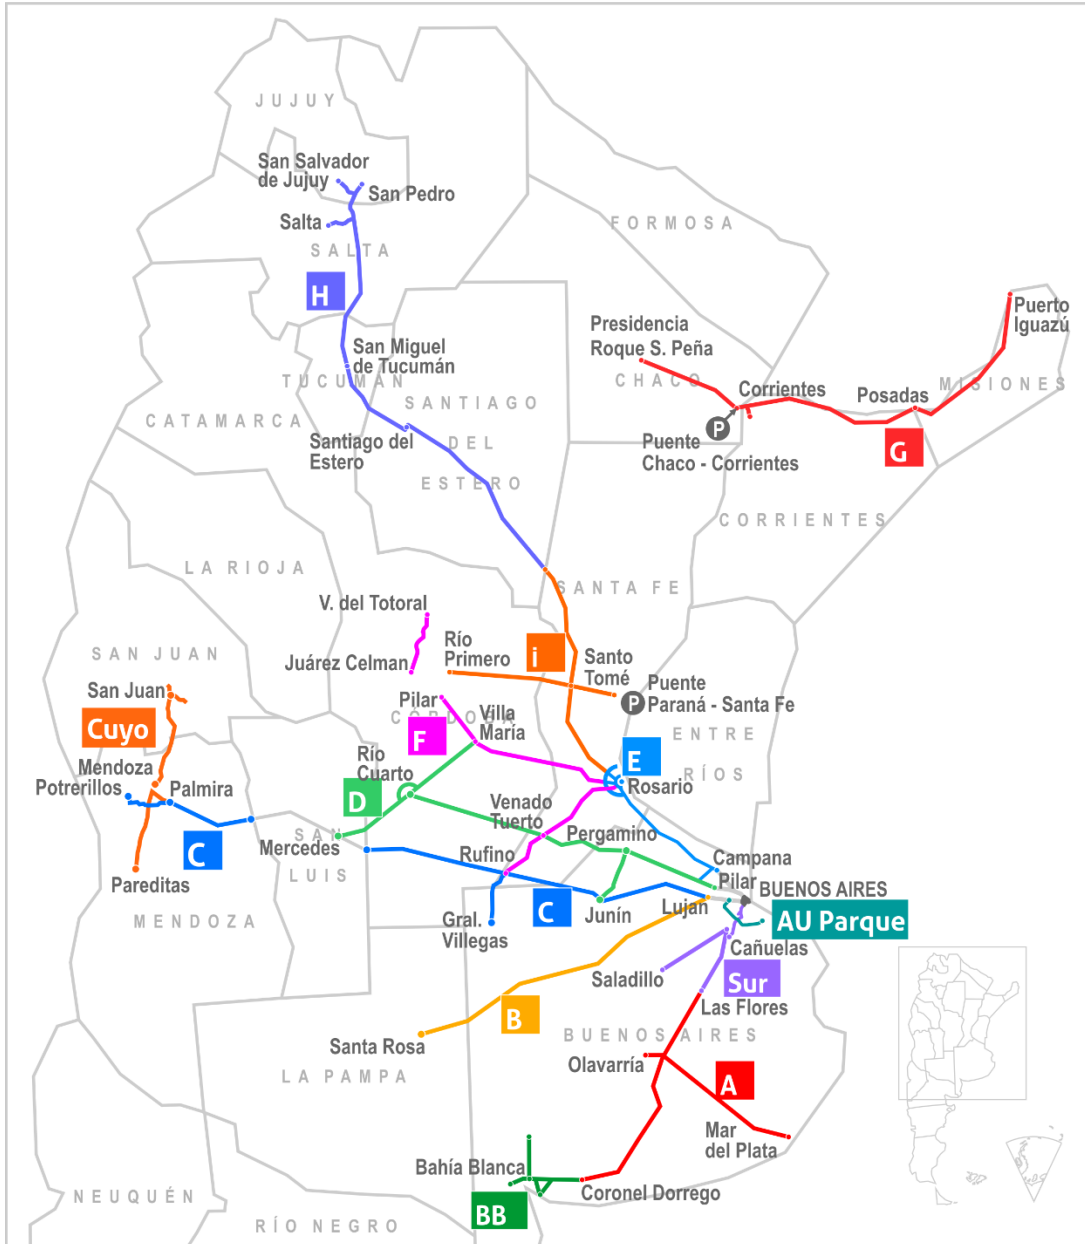 JUJUY
San Salvador
de Jujuy
San Pedro
Salta
SALTA
FORMOSA
H
Puerto
Iguazú
Presidencia
Roque S. Peña
San Miguel
de Tucumán
TUCUMÁN
CHACO
Corrientes
Posadas
MISIONES
CATAMARCA
SANTIAGO
DEL
ESTERO
Santiago del
Estero
P
Puente
Chaco - Corrientes
G
CORRIENTES
LA RIOJA
SANTA FE
V. del Totoral
Juárez Celman
Río
Primero
i
Santo
Tomé
P
Puente
Paraná - Santa Fe
SAN JUAN
San Juan
Cuyo
Pilar
CÓRDOBA
F
Villa
María
ENTRE
RÍOS
E
Rosario
Mendoza
Potrerillos
Palmira
Río
Cuarto
D
Venado
Tuerto
Pergamino
C
SAN
LUIS
Mercedes
Rufino
Campana
Pilar
BUENOS AIRES
Pareditas
MENDOZA
Gral.
Villegas
C
Junín
Luján
AU Parque
Cañuelas
Saladillo
Sur
Las Flores
B
Santa Rosa
BUENOS AIRES
LA PAMPA
Olavarría
A
Mar
del Plata
Bahía Blanca
Coronel Dorrego
BB
NEUQUÉN
RÍO NEGRO